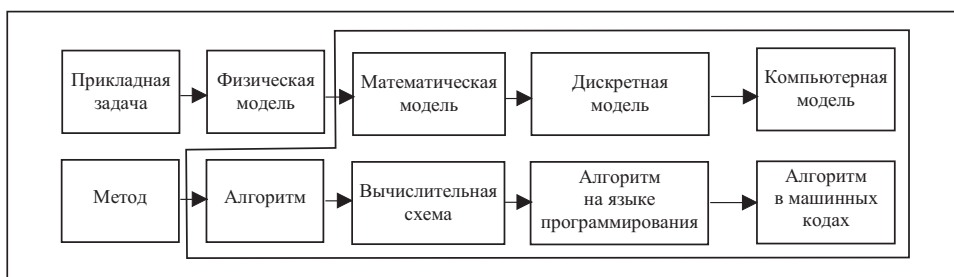 Прикладная
задача
Физическая
модель
Математическая
модель
Дискретная
модель
Компьютерная
модель
Метод
Алгоритм
Вычислительная
схема
Алгоритм
на языке
программирования
Алгоритм
в машинных
кодах